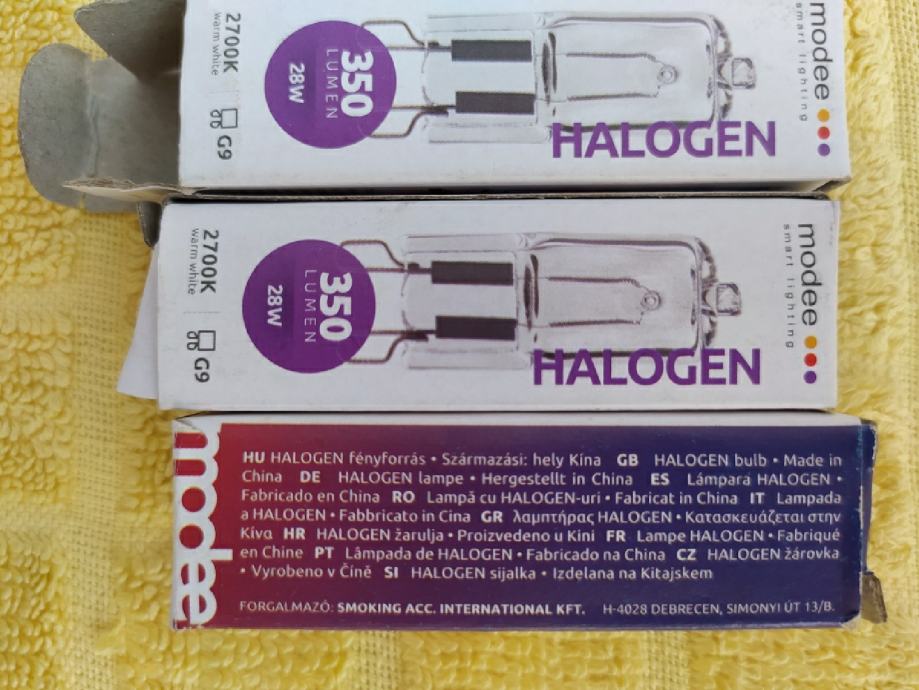 2700K
warm white
G9
350
LUMEN
28W
HALOGEN
modee
smart lighting
2700K
warm white
G9
350
LUMEN
28W
HALOGEN
modee
smart lighting
modee
HU HALOGEN fényforrás • Származási: hely Kína GB HALOGEN bulb • Made in
China DE HALOGEN lampe • Hergestellt in China ES Lámpara HALOGEN •
Fabricado en China RO Lampă cu HALOGEN-uri • Fabricat in China IT Lampada
a HALOGEN • Fabbricato in Cina GR λαμπτήρας HALOGEN • Κατασκευάζεται στην
Κίνα HR HALOGEN žarulja • Proizvedeno u Kini FR Lampe HALOGEN • Fabriqué
en Chine PT Lâmpada de HALOGEN • Fabricado na China CZ HALOGEN žárovka
• Vyrobeno v Číně SI HALOGEN sijalka • Izdelana na Kitajskem
FORGALMAZÓ: SMOKING ACC. INTERNATIONAL KFT. H-4028 DEBRECEN, SIMONYI ÚT 13/B.